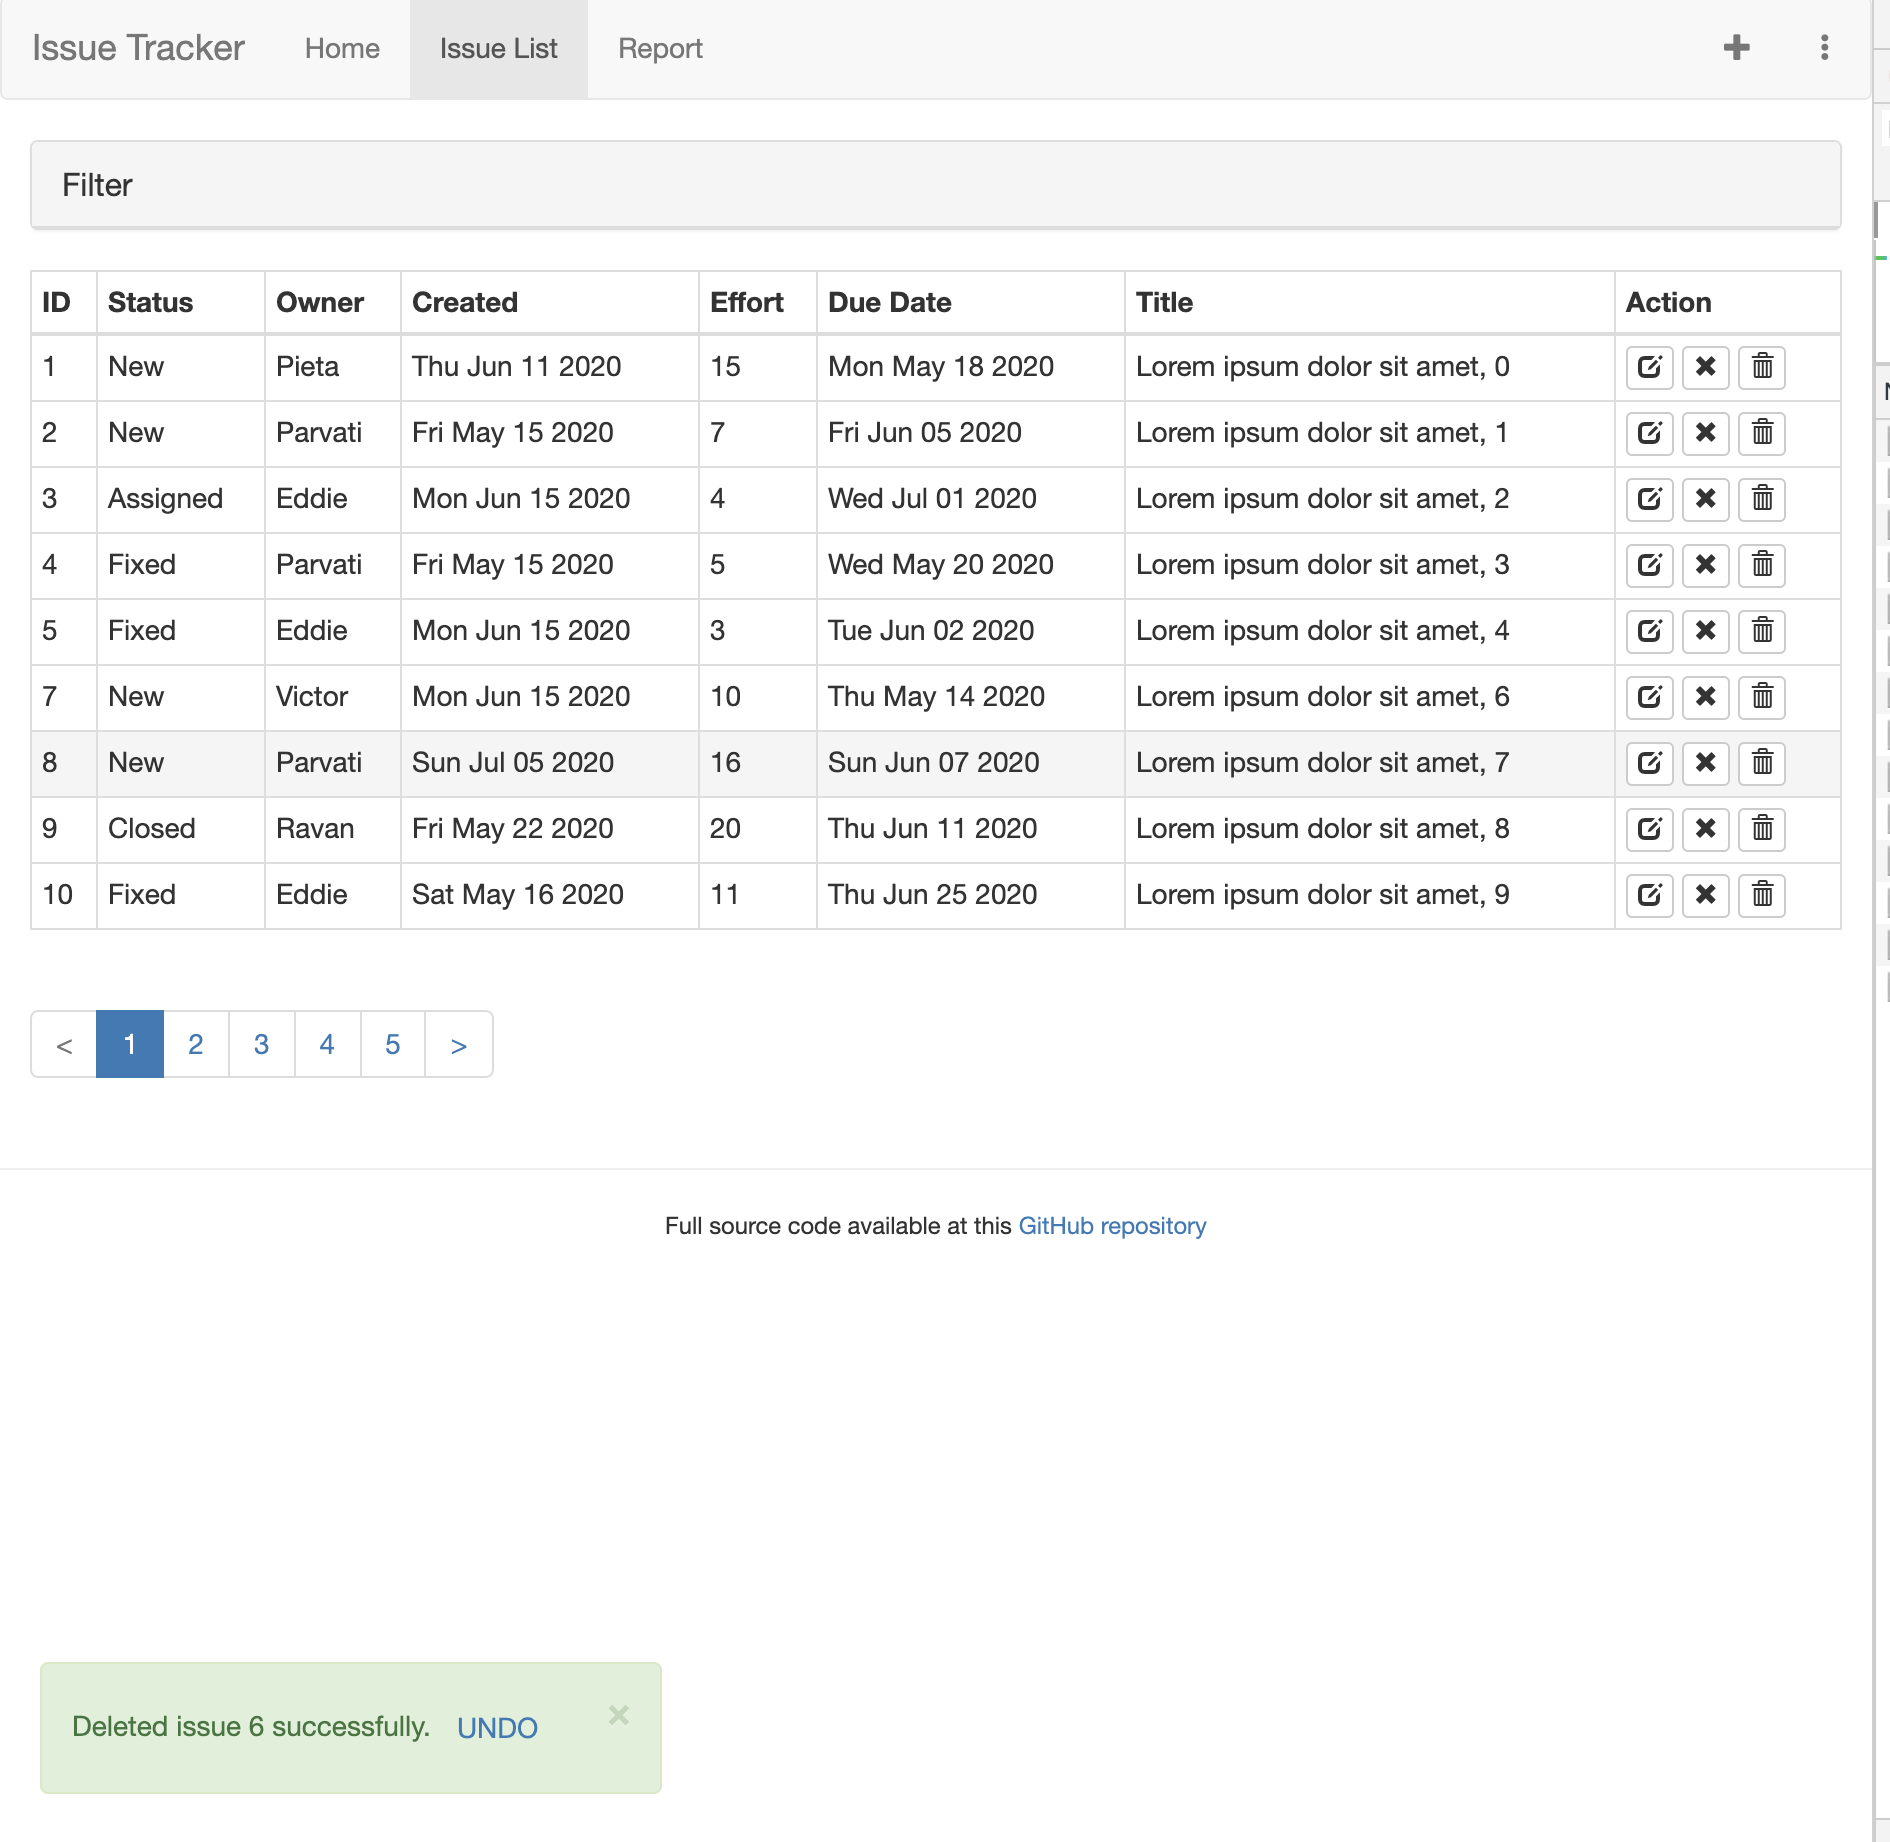 Issue Tracker Home Issue List Report
Filter
ID Status Owner Created Effort Due Date Title Action
1 New Pieta Thu Jun 11 2020 15 Mon May 18 2020 Lorem ipsum dolor sit amet, 0
2 New Parvati Fri May 15 2020 7 Fri Jun 05 2020 Lorem ipsum dolor sit amet, 1
3 Assigned Eddie Mon Jun 15 2020 4 Wed Jul 01 2020 Lorem ipsum dolor sit amet, 2
4 Fixed Parvati Fri May 15 2020 5 Wed May 20 2020 Lorem ipsum dolor sit amet, 3
5 Fixed Eddie Mon Jun 15 2020 3 Tue Jun 02 2020 Lorem ipsum dolor sit amet, 4
7 New Victor Mon Jun 15 2020 10 Thu May 14 2020 Lorem ipsum dolor sit amet, 6
8 New Parvati Sun Jul 05 2020 16 Sun Jun 07 2020 Lorem ipsum dolor sit amet, 7
9 Closed Ravan Fri May 22 2020 20 Thu Jun 11 2020 Lorem ipsum dolor sit amet, 8
10 Fixed Eddie Sat May 16 2020 11 Thu Jun 25 2020 Lorem ipsum dolor sit amet, 9
< 1 2 3 4 5 >
Full source code available at this GitHub repository
Deleted issue 6 successfully. UNDO ×